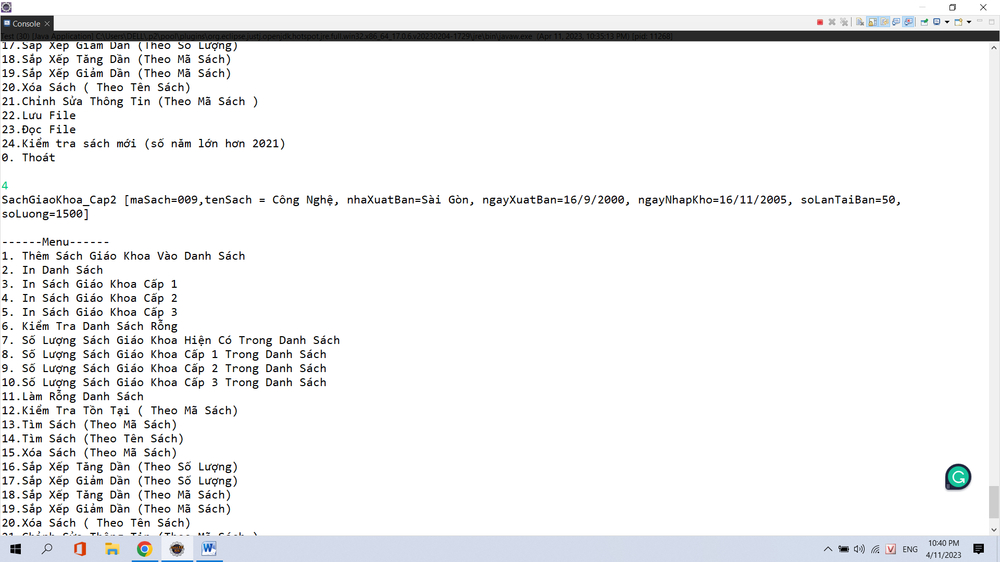 Console
Test (30) [Java Application] C:\Users\DELL\.p2\pool\plugins\org.eclipse.justj.openjdk.hotspot.jre.full.win32.x86_64_17.0.6.v20230204-1729\jre\bin\javaw.exe (Apr 11, 2023, 10:35:13 PM) [pid: 11268]
17.Sắp Xếp Giảm Dần (Theo Số Lượng)
18.Sắp Xếp Tăng Dần (Theo Mã Sách)
19.Sắp Xếp Giảm Dần (Theo Mã Sách)
20.Xóa Sách ( Theo Tên Sách)
21.Chỉnh Sửa Thông Tin (Theo Mã Sách )
22.Lưu File
23.Đọc File
24.Kiểm tra sách mới (số năm lớn hơn 2021)
0. Thoát
4
SachGiaoKhoa_Cap2 [maSach=009,tenSach = Công Nghệ, nhaXuatBan=Sài Gòn, ngayXuatBan=16/9/2000, ngayNhapKho=16/11/2005, soLanTaiBan=50,
soLuong=1500]
------Menu------
1. Thêm Sách Giáo Khoa Vào Danh Sách
2. In Danh Sách
3. In Sách Giáo Khoa Cấp 1
4. In Sách Giáo Khoa Cấp 2
5. In Sách Giáo Khoa Cấp 3
6. Kiểm Tra Danh Sách Rỗng
7. Số Lượng Sách Giáo Khoa Hiện Có Trong Danh Sách
8. Số Lượng Sách Giáo Khoa Cấp 1 Trong Danh Sách
9. Số Lượng Sách Giáo Khoa Cấp 2 Trong Danh Sách
10.Số Lượng Sách Giáo Khoa Cấp 3 Trong Danh Sách
11.Làm Rỗng Danh Sách
12.Kiểm Tra Tồn Tại ( Theo Mã Sách)
13.Tìm Sách (Theo Mã Sách)
14.Tìm Sách (Theo Tên Sách)
15.Xóa Sách (Theo Mã Sách)
16.Sắp Xếp Tăng Dần (Theo Số Lượng)
17.Sắp Xếp Giảm Dần (Theo Số Lượng)
18.Sắp Xếp Tăng Dần (Theo Mã Sách)
19.Sắp Xếp Giảm Dần (Theo Mã Sách)
20.Xóa Sách ( Theo Tên Sách)
21.Chỉnh Sửa Thông Tin (Theo Mã Sách )
ENG
10:40 PM
4/11/2023